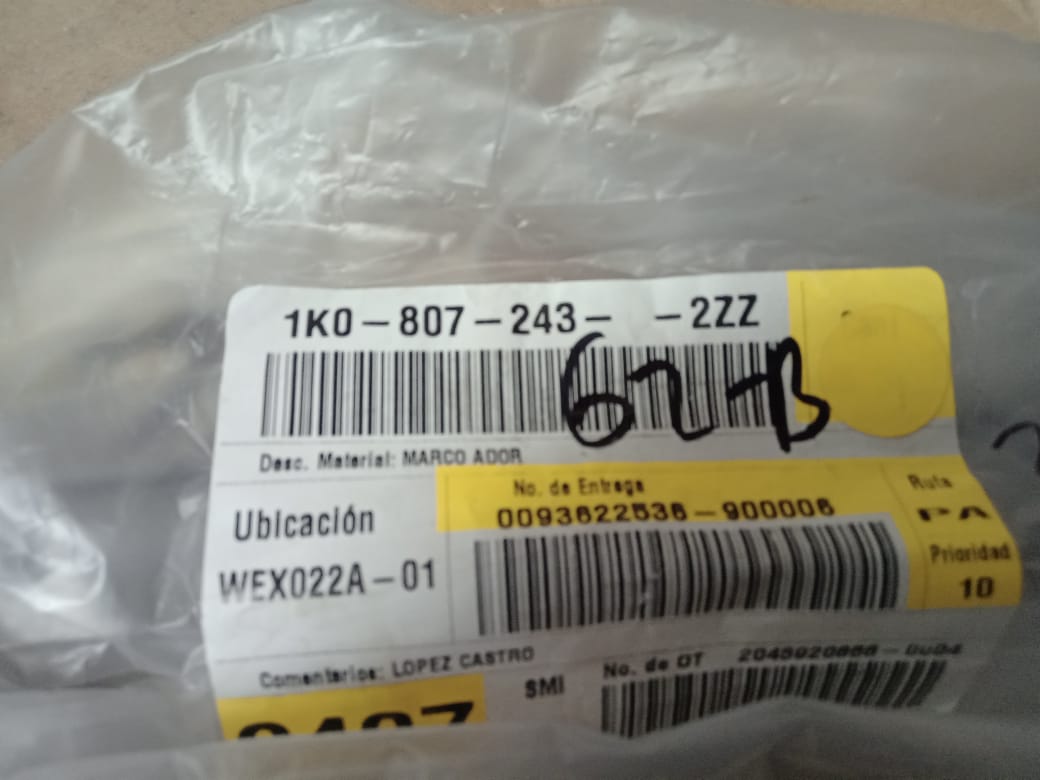 1K0-807-243-  -2ZZ
62-B
Desc. Material: MARCO ADOR
No. de Entrega
0093622536-900006
Ruta
PA
Ubicación
WEX022A-01
Prioridad
10
Comentarios: LOPEZ CASTRO
SMI
No. de OT